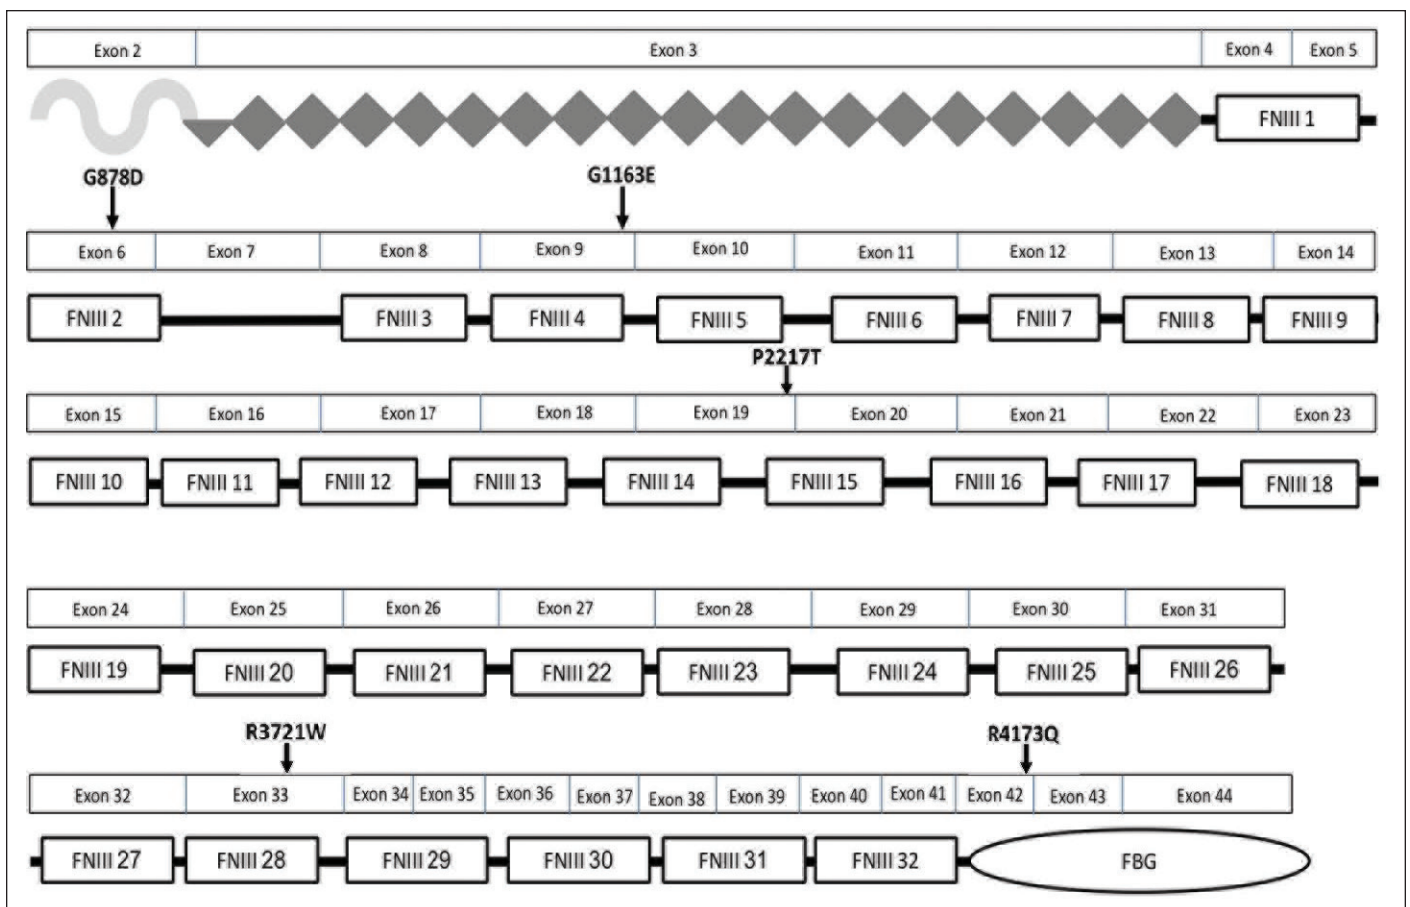 Exon 2 Exon 3 Exon 4 Exon 5
FNIII 1
G878D G1163E
Exon 6 Exon 7 Exon 8 Exon 9 Exon 10 Exon 11 Exon 12 Exon 13 Exon 14
FNIII 2 FNIII 3 FNIII 4 FNIII 5 FNIII 6 FNIII 7 FNIII 8 FNIII 9
P2217T
Exon 15 Exon 16 Exon 17 Exon 18 Exon 19 Exon 20 Exon 21 Exon 22 Exon 23
FNIII 10 FNIII 11 FNIII 12 FNIII 13 FNIII 14 FNIII 15 FNIII 16 FNIII 17 FNIII 18
Exon 24 Exon 25 Exon 26 Exon 27 Exon 28 Exon 29 Exon 30 Exon 31
FNIII 19 FNIII 20 FNIII 21 FNIII 22 FNIII 23 FNIII 24 FNIII 25 FNIII 26
R3721W R4173Q
Exon 32 Exon 33 Exon 34 Exon 35 Exon 36 Exon 37 Exon 38 Exon 39 Exon 40 Exon 41 Exon 42 Exon 43 Exon 44
FNIII 27 FNIII 28 FNIII 29 FNIII 30 FNIII 31 FNIII 32 FBG